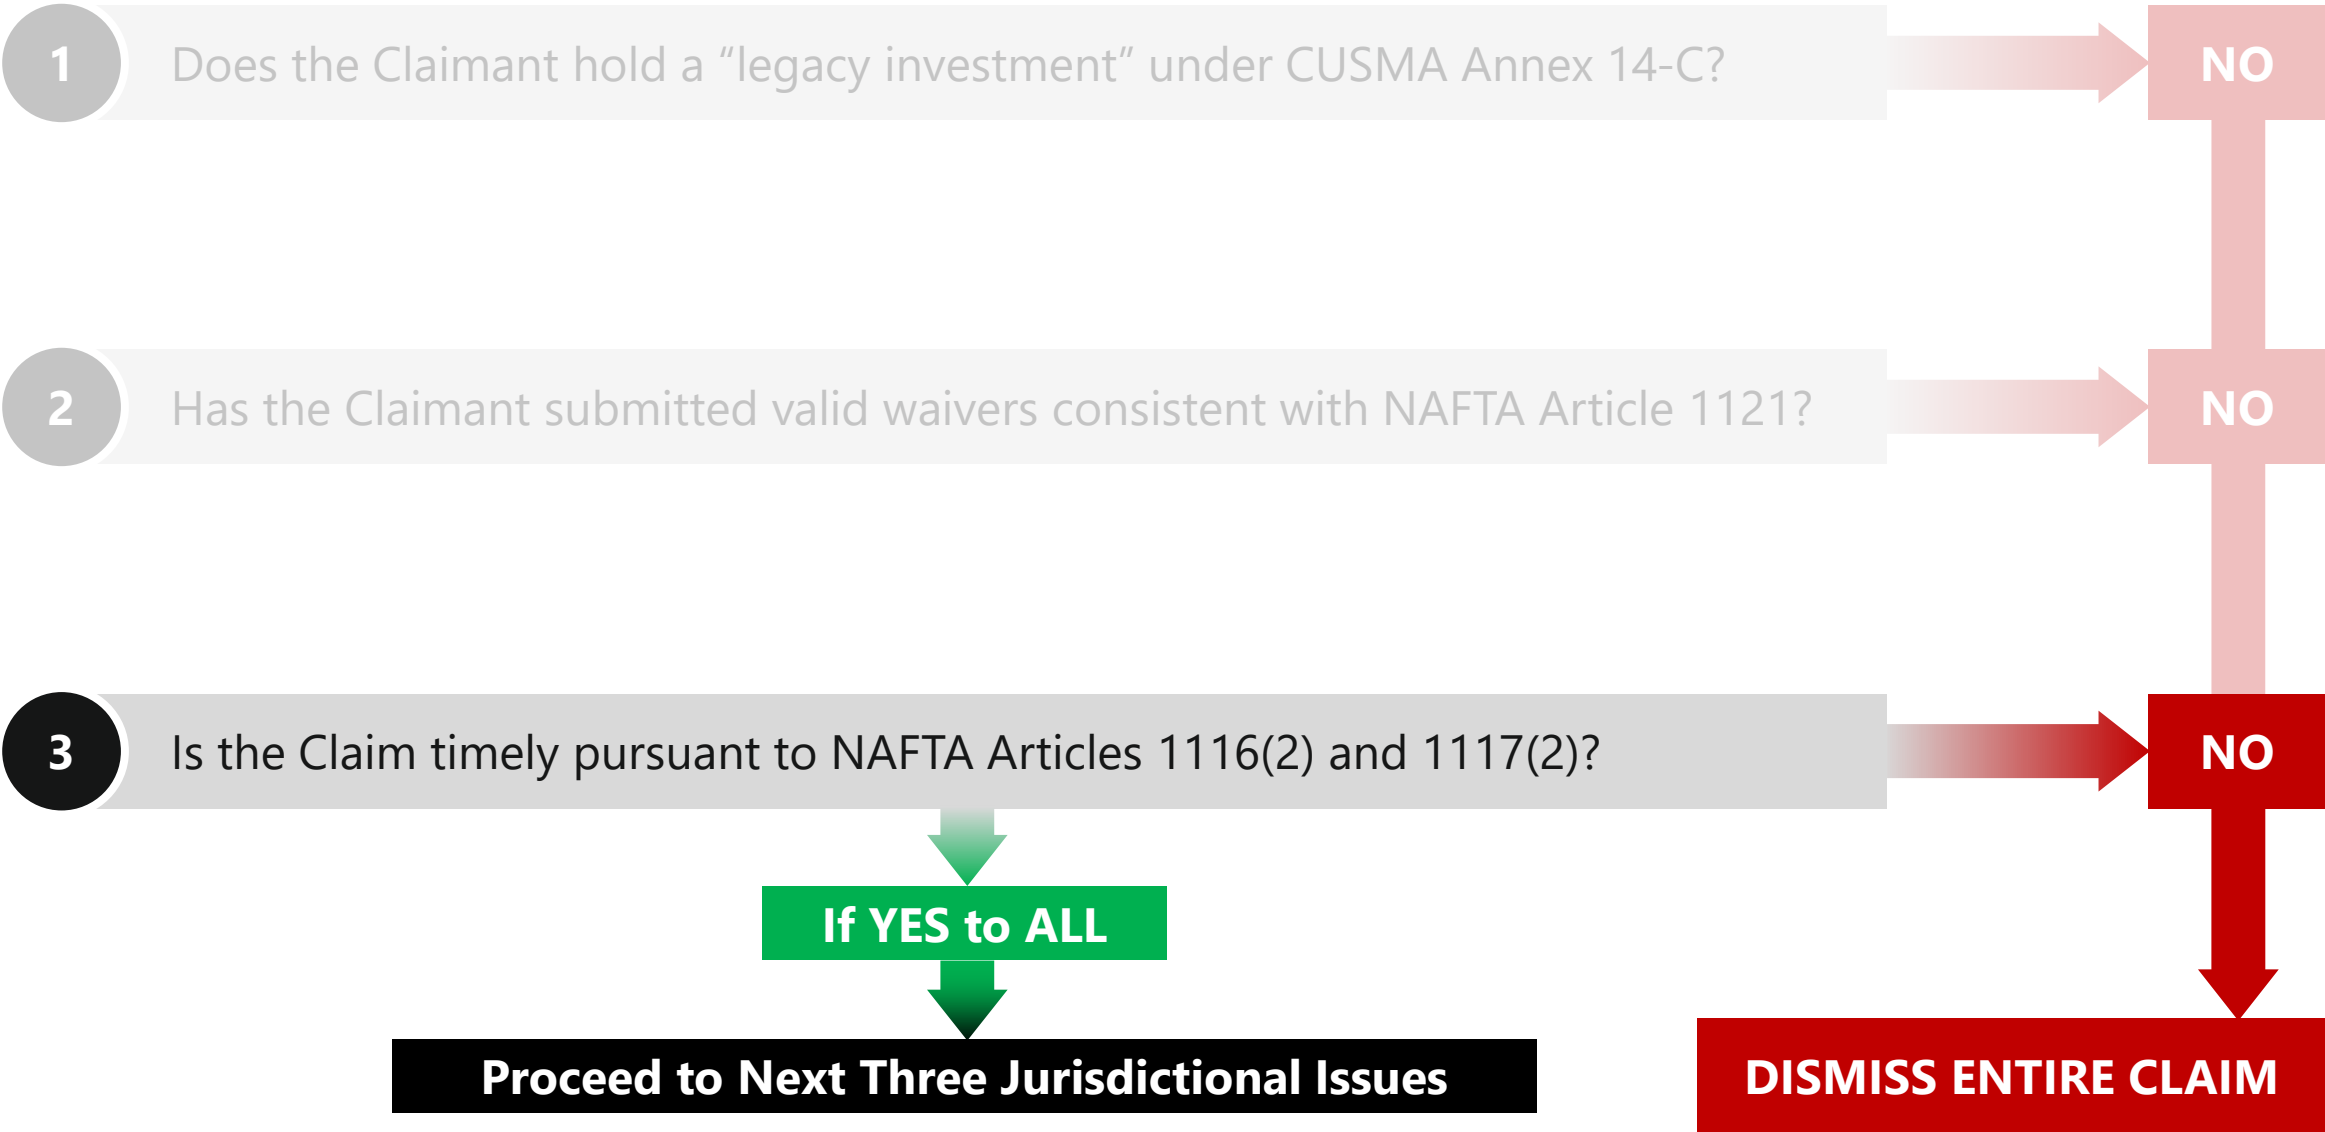 1
Does the Claimant hold a “legacy investment” under CUSMA Annex 14-C?
NO
2
Has the Claimant submitted valid waivers consistent with NAFTA Article 1121?
NO
3
Is the Claim timely pursuant to NAFTA Articles 1116(2) and 1117(2)?
NO
If YES to ALL
Proceed to Next Three Jurisdictional Issues
DISMISS ENTIRE CLAIM